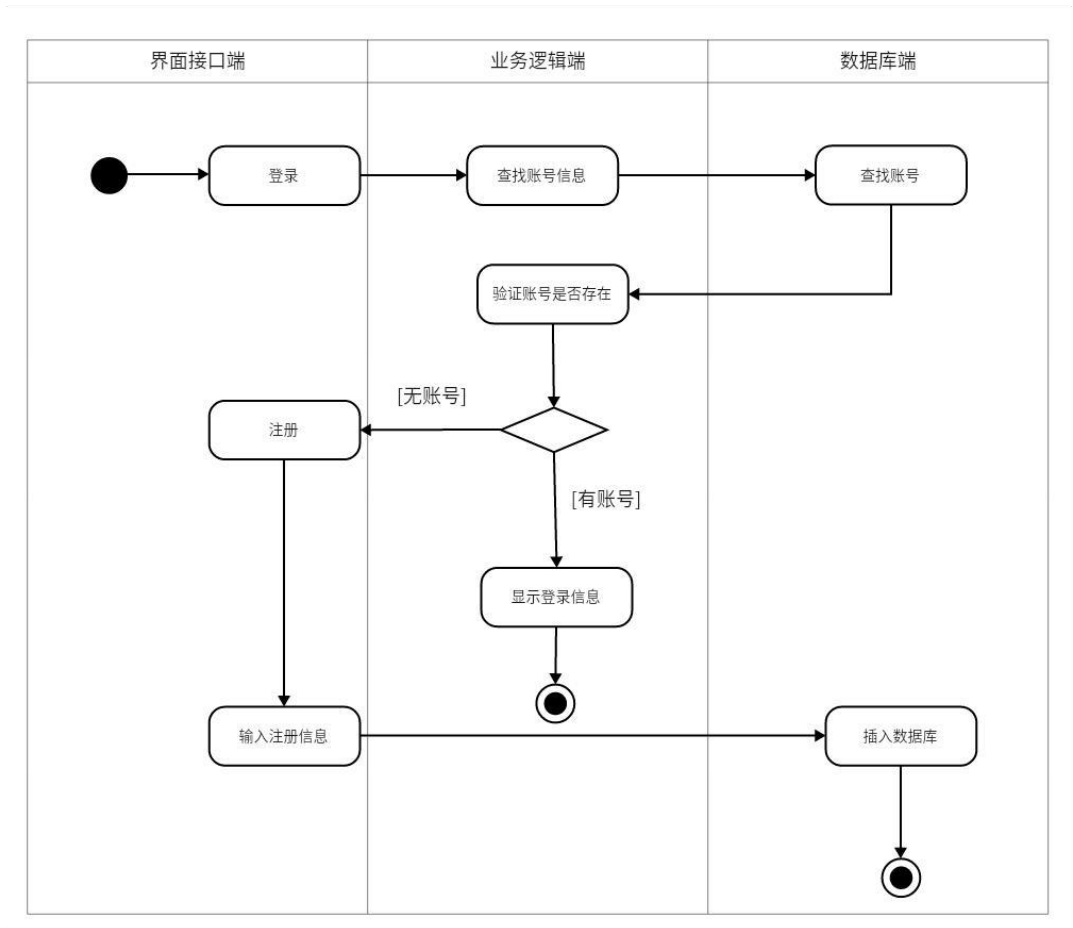 界面接口端
业务逻辑端
数据库端
登录
查找账号信息
查找账号
验证账号是否存在
[无账号]
注册
[有账号]
显示登录信息
输入注册信息
插入数据库